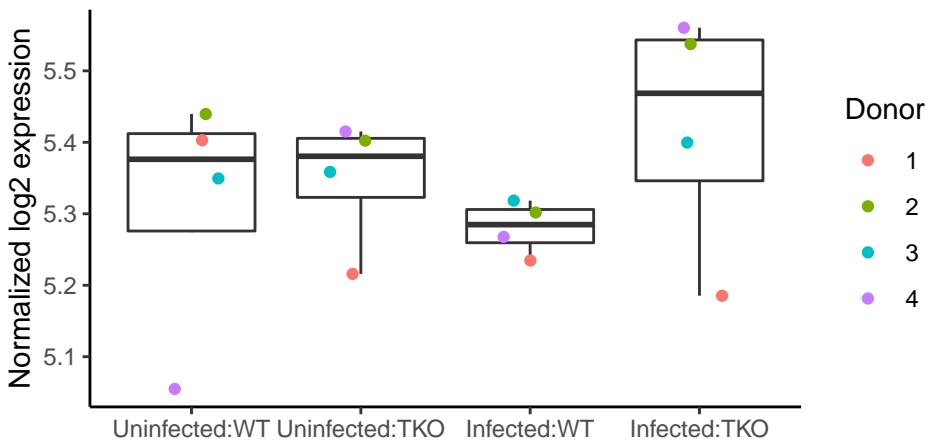 Normalized log2 expression
5.5
5.4
5.3
5.2
5.1
Uninfected:WT
Uninfected:TKO
Infected:WT
Infected:TKO
Donor
1
2
3
4